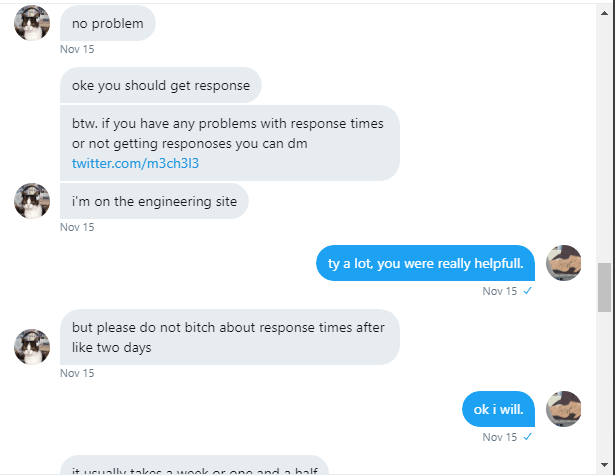 no problem
Nov 15
oke you should get response
btw. if you have any problems with response times
or not getting responoses you can dm
twitter.com/m3ch3l3
i'm on the engineering site
Nov 15
ty a lot, you were really helpfull.
Nov 15
but please do not bitch about response times after
like two days
Nov 15
ok i will.
Nov 15
it usually takes a week or one and a half